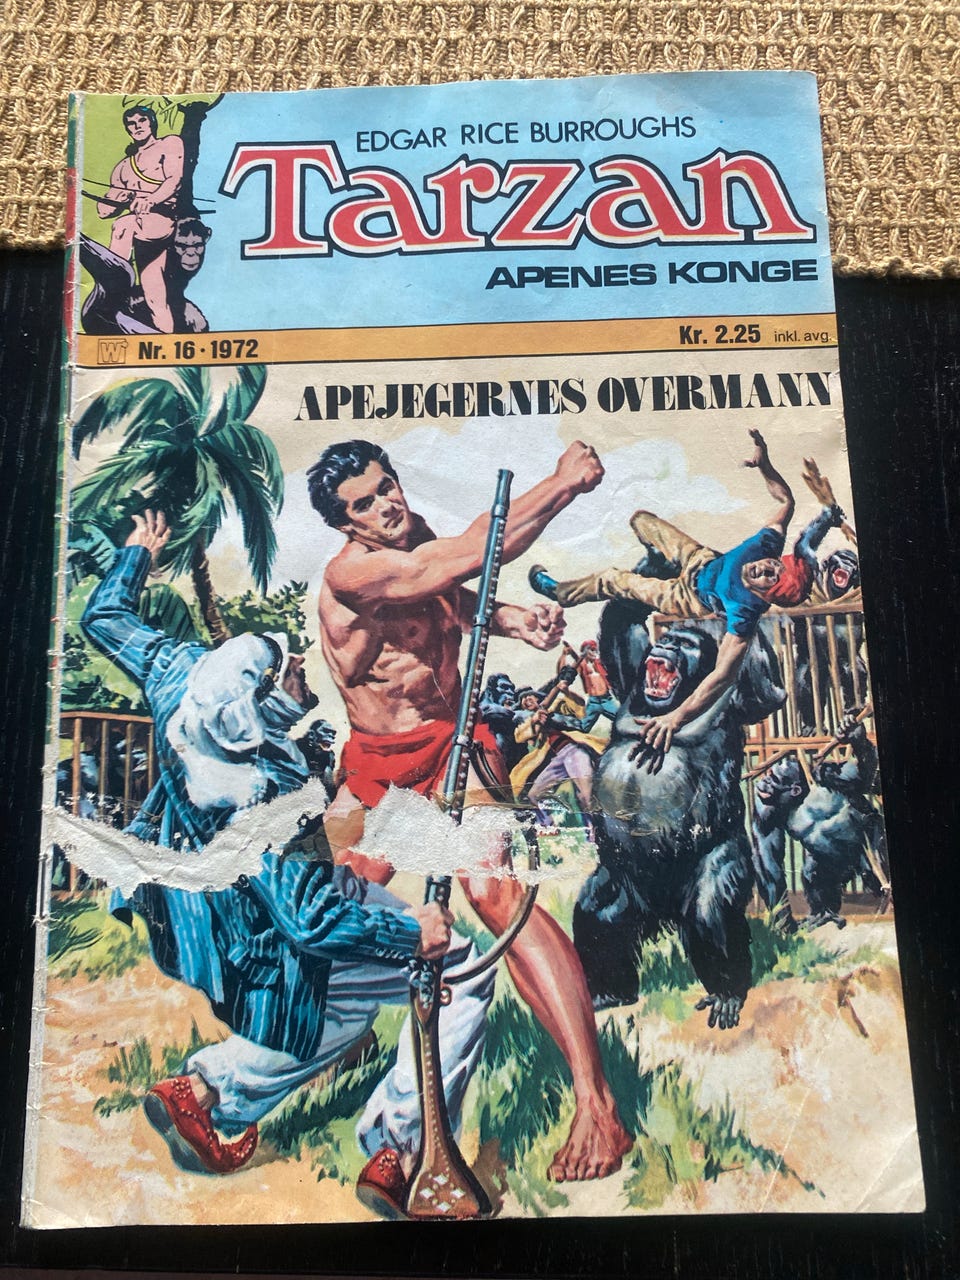 EDGAR RICE BURROUGHS
Tarzan
APENES KONGE
W Nr. 16 · 1972
Kr. 2.25 inkl. avg.
APEJEGERNES OVERMANN